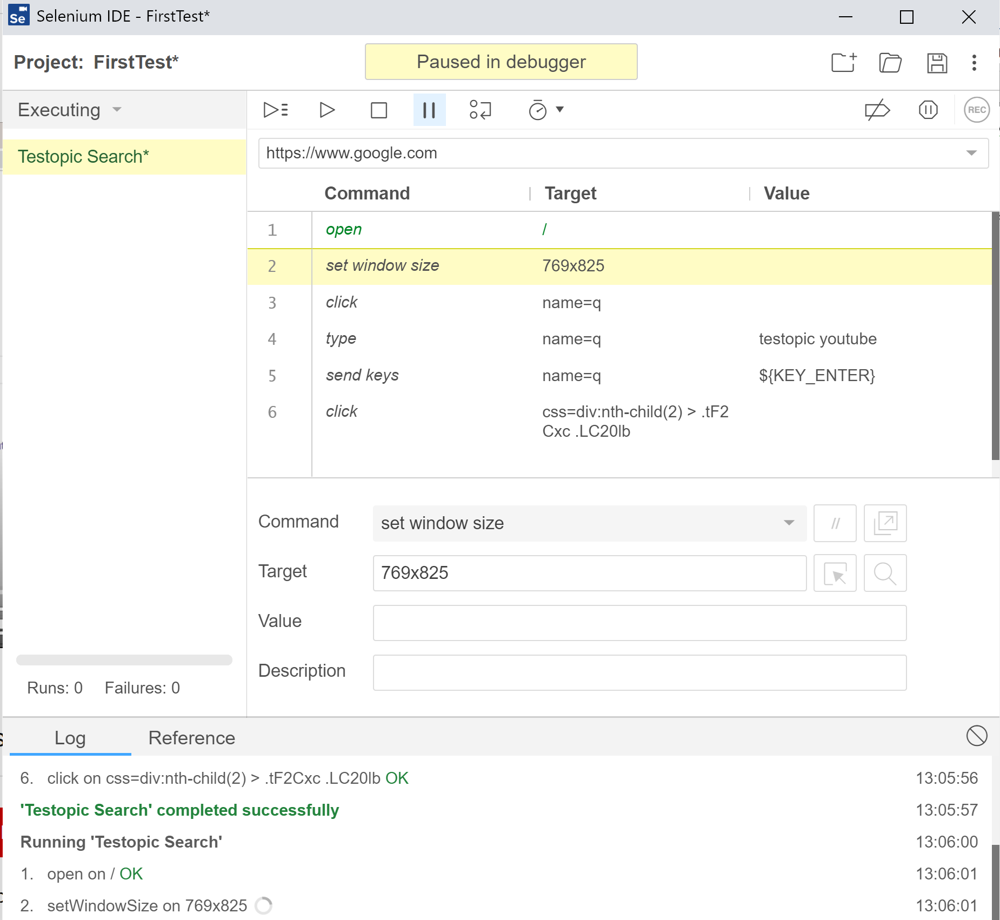 Se Selenium IDE - FirstTest*
Project: FirstTest*
Paused in debugger
Executing
REC
Testopic Search*
https://www.google.com
Command Target Value
1 open /
2 set window size 769x825
3 click name=q
4 type name=q testopic youtube
5 send keys name=q ${KEY_ENTER}
6 click css=div:nth-child(2) > .tF2
Cxc .LC20lb
Command set window size //
Target 769x825
Value
Description
Runs: 0 Failures: 0
Log Reference
6. click on css=div:nth-child(2) > .tF2Cxc .LC20lb OK 13:05:56
'Testopic Search' completed successfully 13:05:57
Running 'Testopic Search' 13:06:00
1. open on / OK 13:06:01
2. setWindowSize on 769x825 13:06:01